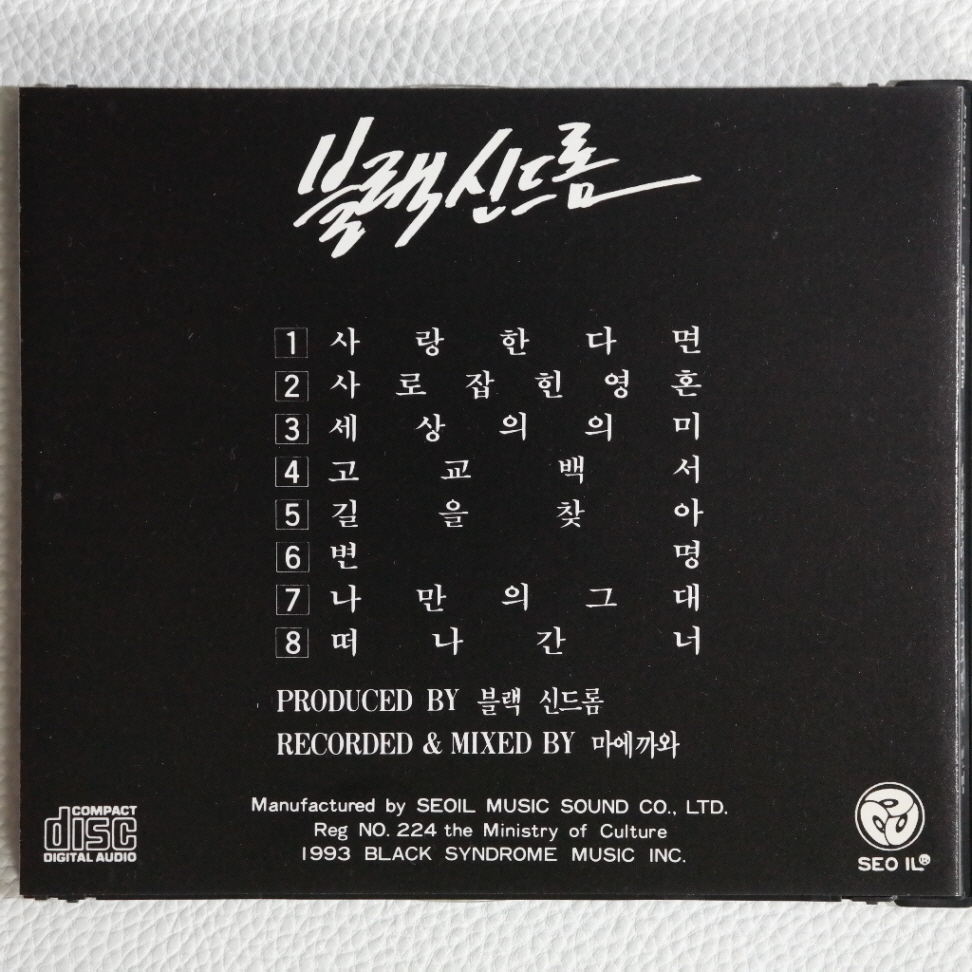 블랙신드롬
1 사랑한다면
2 사로잡힌영혼
3 세상의의미
4 고교백서
5 길을찾아
6 변명
7 나만의그대
8 떠나간너
PRODUCED BY 블랙 신드롬
RECORDED & MIXED BY 마에까와
Manufactured by SEOIL MUSIC SOUND CO., LTD.
Reg NO. 224 the Ministry of Culture
1993 BLACK SYNDROME MUSIC INC.
COMPACT
disc
DIGITAL AUDIO
SEO IL®